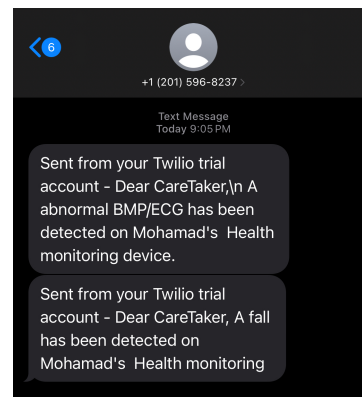 6
+1 (201) 596-8237 >
Text Message
Today 9:05 PM
Sent from your Twilio trial
account - Dear CareTaker,\n A
abnormal BMP/ECG has been
detected on Mohamad's  Health
monitoring device.
Sent from your Twilio trial
account - Dear CareTaker, A fall
has been detected on
Mohamad's  Health monitoring